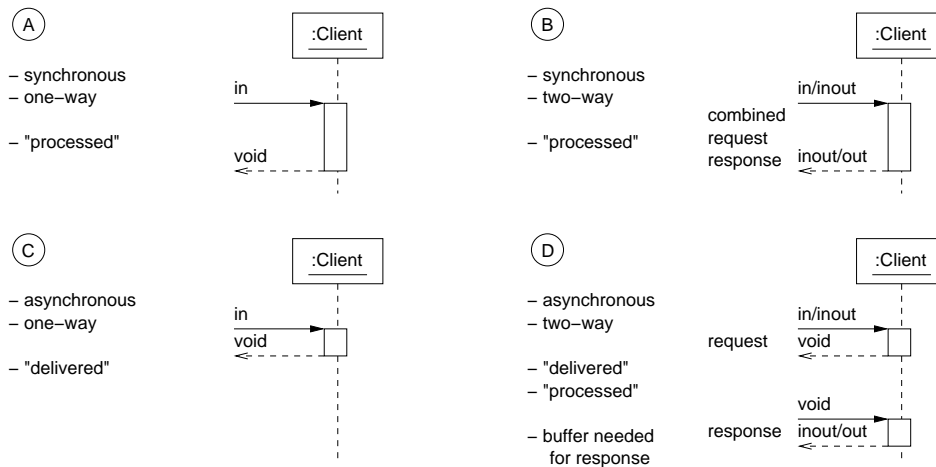 A
:Client
– synchronous
– one–way
in
– "processed"
void
B
:Client
– synchronous
– two–way
in/inout
combined
– "processed"
request
response
inout/out
C
:Client
– asynchronous
– one–way
in
void
– "delivered"
D
:Client
– asynchronous
– two–way
in/inout
request
void
– "delivered"
– "processed"
void
– buffer needed
for response
response
inout/out